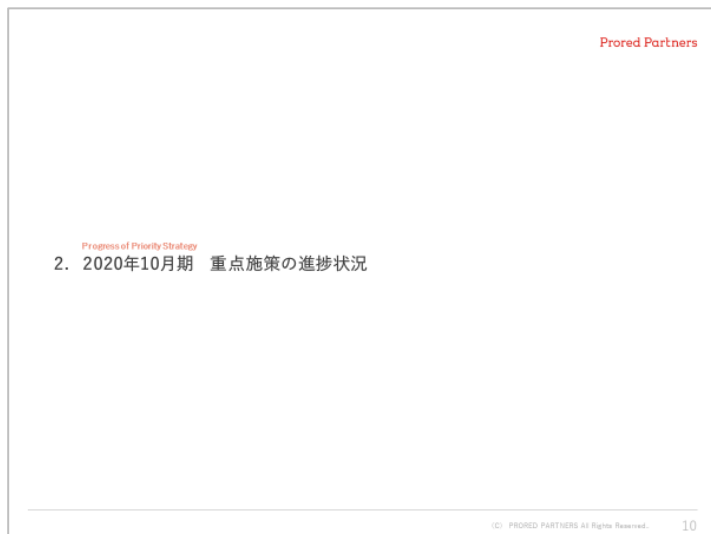 Prored Partners
Progress of Priority Strategy
2. 2020年10月期 重点施策の進捗状況
(C) PRORED PARTNERS All Rights Reserved.
10